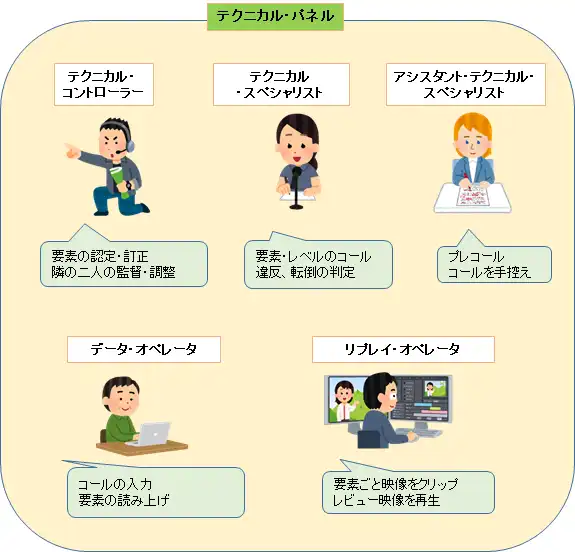 テクニカル・パネル
テクニカル・
コントローラー
テクニカル
・スペシャリスト
アシスタント・テクニカル・
スペシャリスト
要素の認定・訂正
隣の二人の監督・調整
要素・レベルのコール
違反、転倒の判定
プレコール
コールを手控え
データ・オペレータ
リプレイ・オペレータ
コールの入力
要素の読み上げ
要素ごと映像をクリップ
レビュー映像を再生